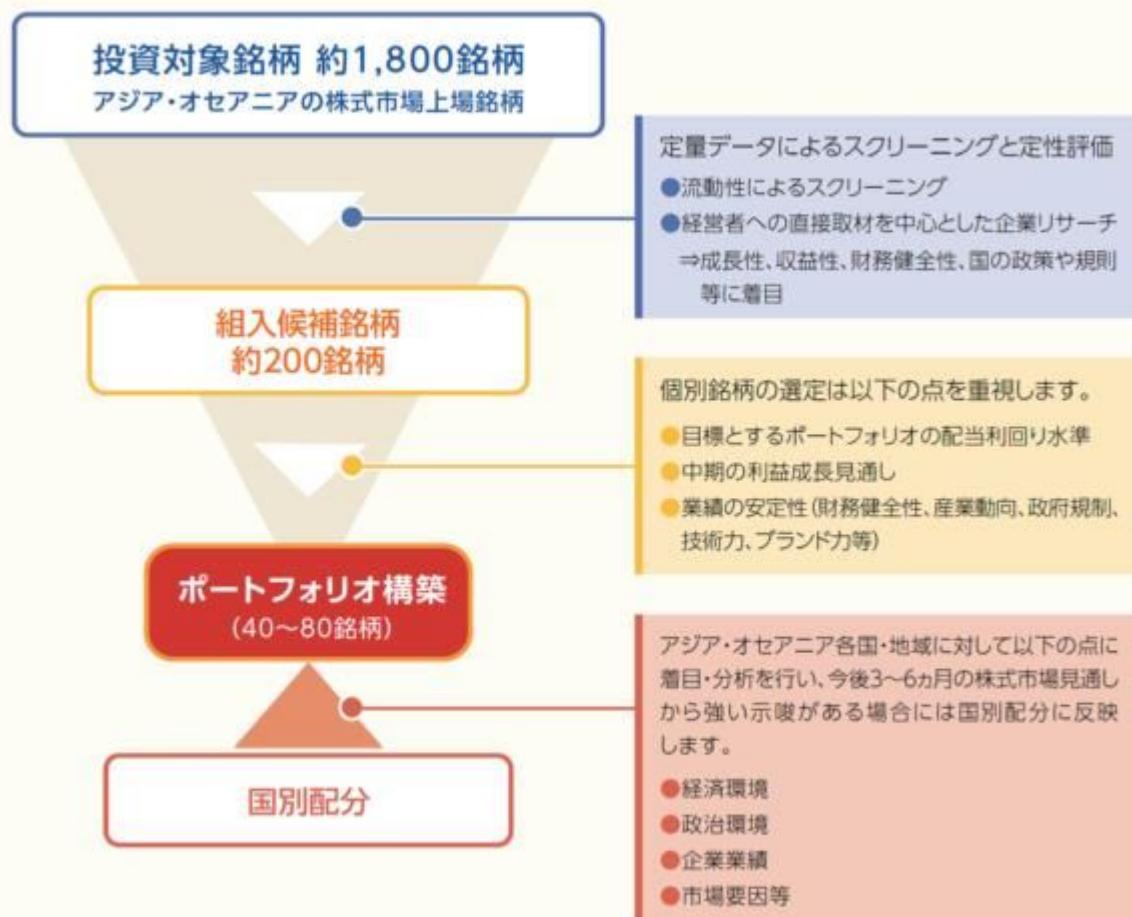 投資対象銘柄 約1,800銘柄
アジア・オセアニアの株式市場上場銘柄
定量データによるスクリーニングと定性評価
●流動性によるスクリーニング
●経営者への直接取材を中心とした企業リサーチ
⇒成長性、収益性、財務健全性、国の政策や規則
等に着目
組入候補銘柄
約200銘柄
個別銘柄の選定は以下の点を重視します。
●目標とするポートフォリオの配当利回り水準
●中期の利益成長見通し
●業績の安定性(財務健全性、産業動向、政府規制、
技術力、ブランド力等)
ポートフォリオ構築
(40〜80銘柄)
アジア・オセアニア各国・地域に対して以下の点に
着目・分析を行い、今後3〜6ヵ月の株式市場見通し
から強い示唆がある場合には国別配分に反映
します。
●経済環境
●政治環境
●企業業績
●市場要因等
国別配分